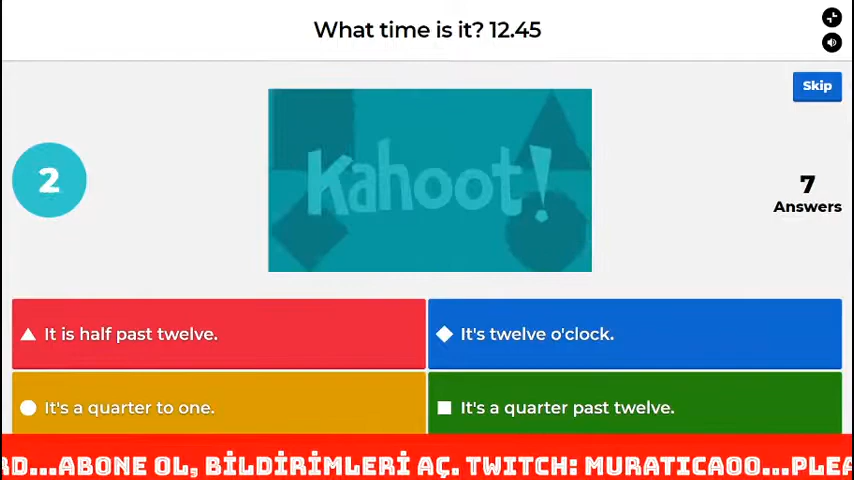 What time is it? 12.45
Skip
2
Kahoot!
7
Answers
It is half past twelve.
It's twelve o'clock.
It's a quarter to one.
It's a quarter past twelve.
RD...ABONE OL, BİLDİRİMLERİ AÇ. TWITCH: MURATICAOO...PLEA